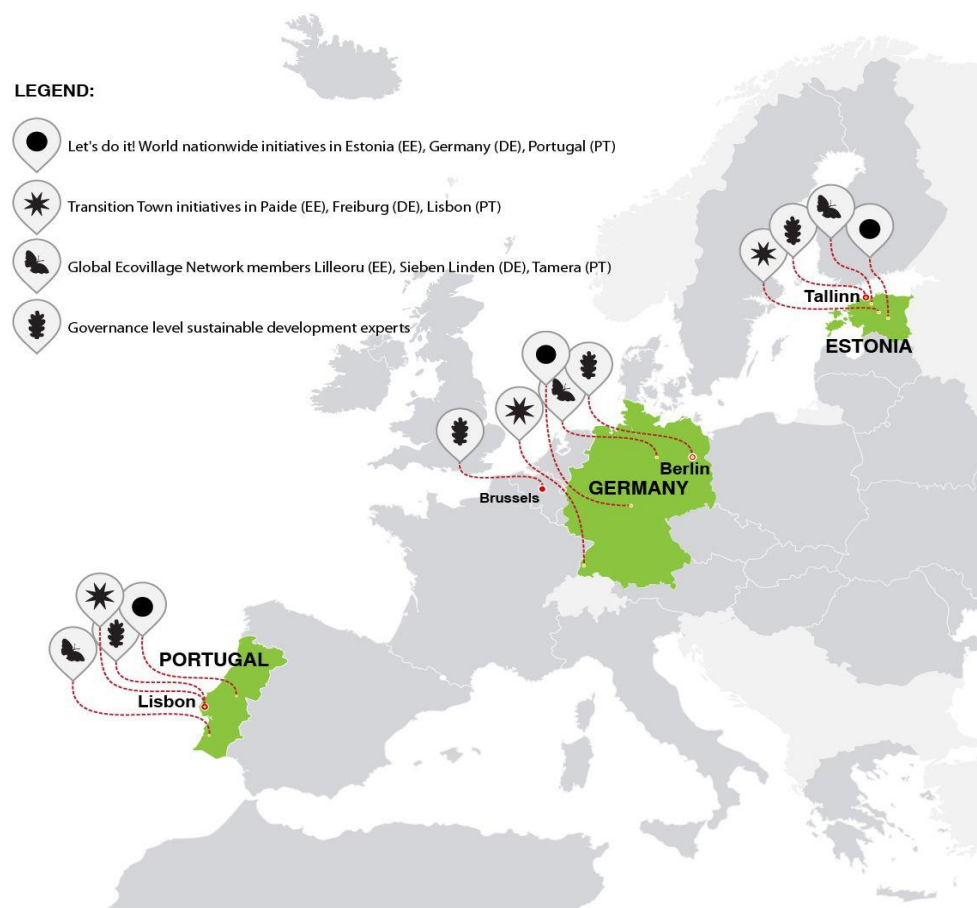 LEGEND:
Let's do it! World nationwide initiatives in Estonia (EE), Germany (DE), Portugal (PT)
Transition Town initiatives in Paide (EE), Freiburg (DE), Lisbon (PT)
Global Ecovillage Network members Lilleoru (EE), Sieben Linden (DE), Tamera (PT)
Governance level sustainable development experts
Tallinn
ESTONIA
Berlin
GERMANY
Brussels
PORTUGAL
Lisbon